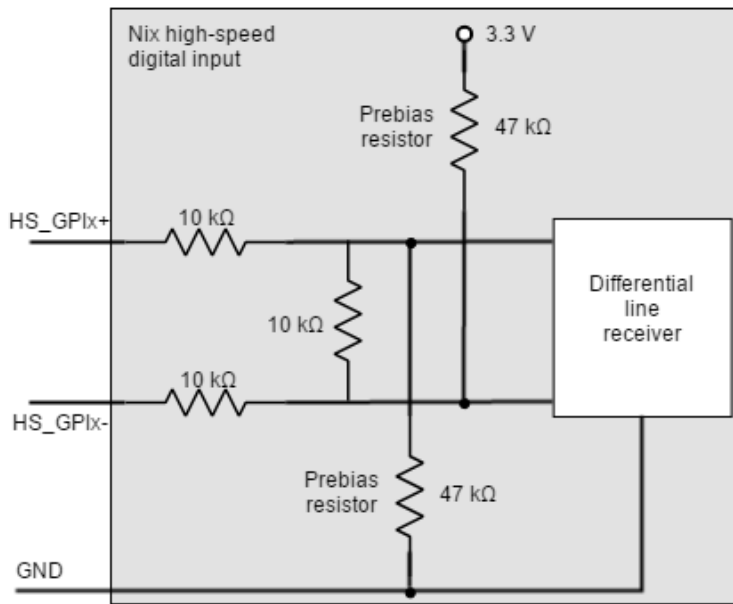 Nix high-speed
digital input
3.3 V
Prebias
resistor
47 kΩ
HS_GPIx+
10 kΩ
10 kΩ
Differential
line
receiver
10 kΩ
HS_GPIx-
Prebias
resistor
47 kΩ
GND